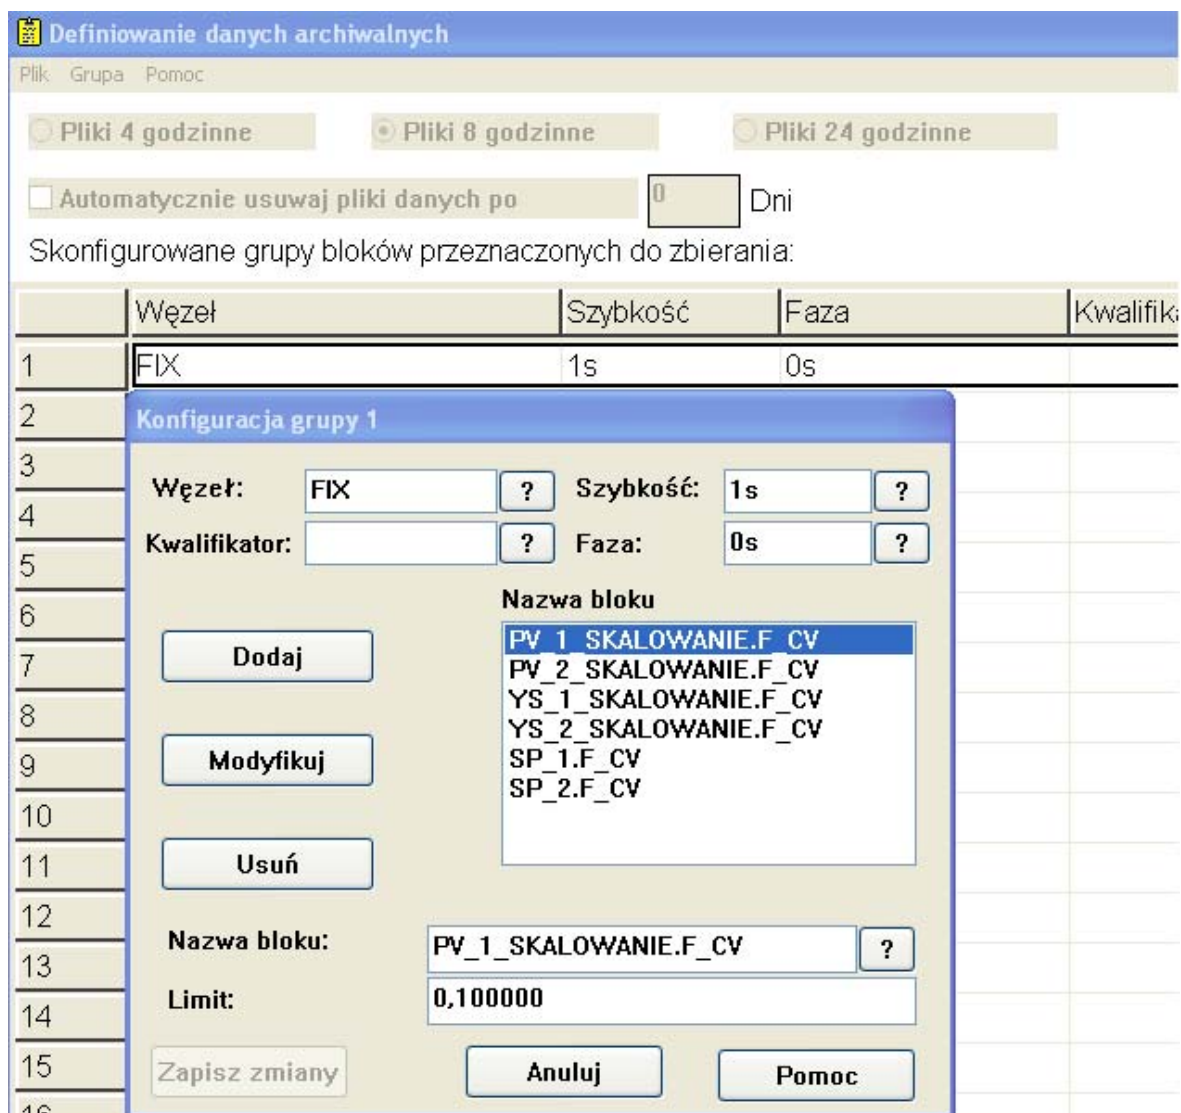 Definiowanie danych archiwalnych
Plik Grupa Pomoc
Pliki 4 godzinne Pliki 8 godzinne Pliki 24 godzinne
Automatycznie usuwaj pliki danych po 0 Dni
Skonfigurowane grupy bloków przeznaczonych do zbierania:
Węzeł Szybkość Faza Kwalifik
1 FIX 1s 0s
2
Konfiguracja grupy 1
3
Węzeł: FIX ? Szybkość: 1s ?
4
Kwalifikator: ? Faza: 0s ?
5
Nazwa bloku
6
PV_1_SKALOWANIE.F_CV
Dodaj
7
PV_2_SKALOWANIE.F_CV
YS_1_SKALOWANIE.F_CV
8
YS_2_SKALOWANIE.F_CV
Modyfikuj
9
SP_1.F_CV
SP_2.F_CV
10
11
Usuń
12
Nazwa bloku: PV_1_SKALOWANIE.F_CV ?
13
Limit: 0,100000
14
15
Zapisz zmiany Anuluj Pomoc